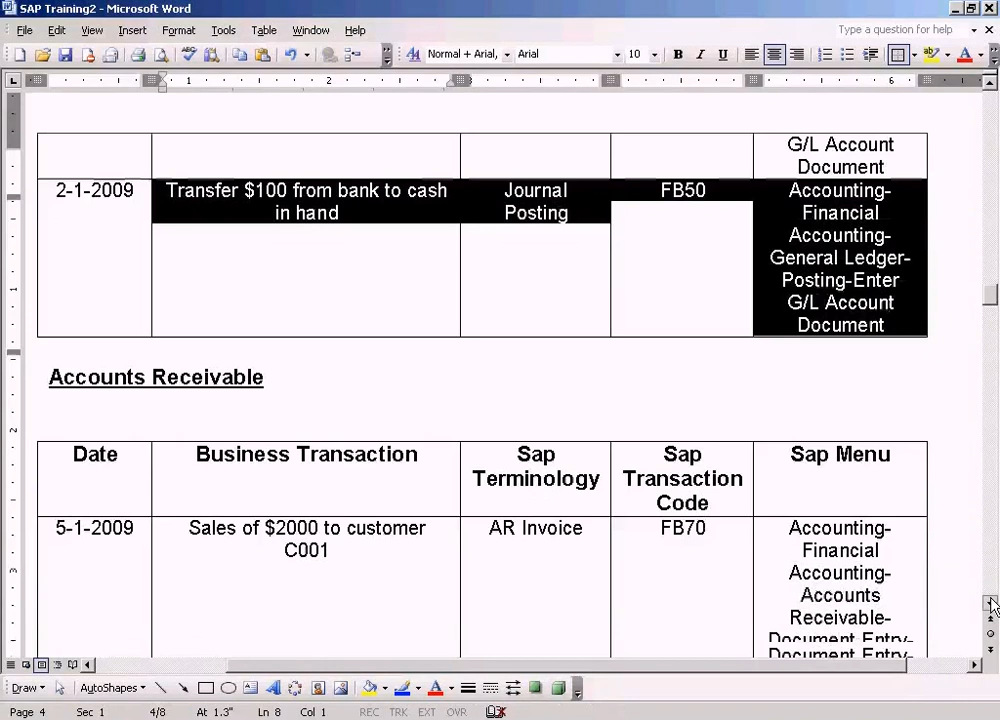 SAP Training2 - Microsoft Word
File Edit View Insert Format Tools Table Window Help
Type a question for help
Normal + Arial, Arial 10 B I U
1 2 6
G/L Account
Document
2-1-2009
Transfer $100 from bank to cash
in hand
Journal
Posting
FB50
Accounting-
Financial
Accounting-
General Ledger-
Posting-Enter
G/L Account
Document
Accounts Receivable
Date
Business Transaction
Sap
Terminology
Sap
Transaction
Code
Sap Menu
5-1-2009
Sales of $2000 to customer
C001
AR Invoice
FB70
Accounting-
Financial
Accounting-
Accounts
Receivable-
Document Entry-
Document Entry-
Draw AutoShapes
Page 4 Sec 1 4/8 At 1.3" Ln 8 Col 1 REC TRK EXT OVR